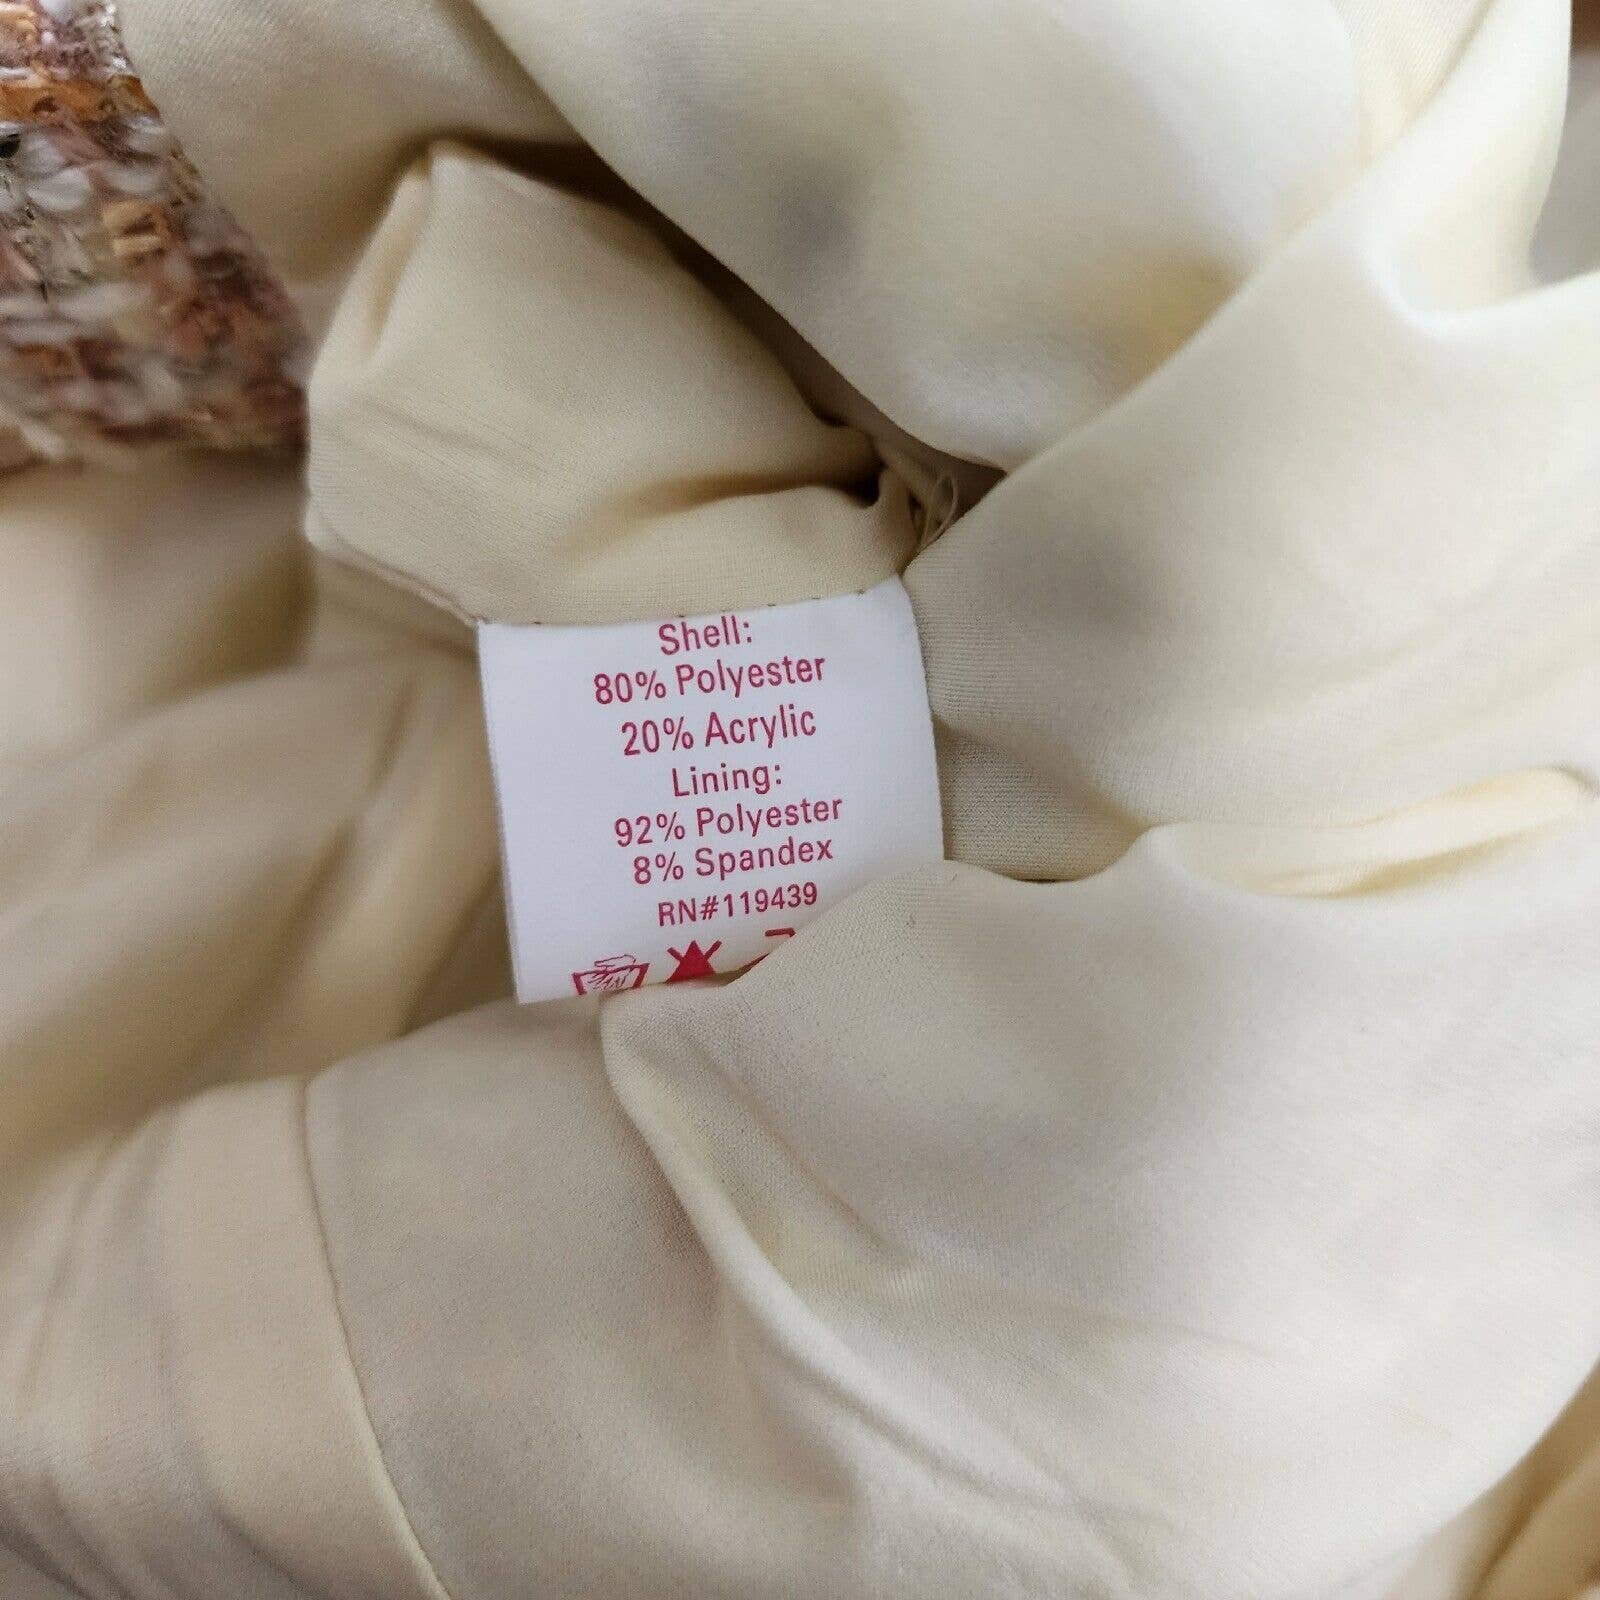 Shell:
80% Polyester
20% Acrylic
Lining:
92% Polyester
8% Spandex
RN#119439